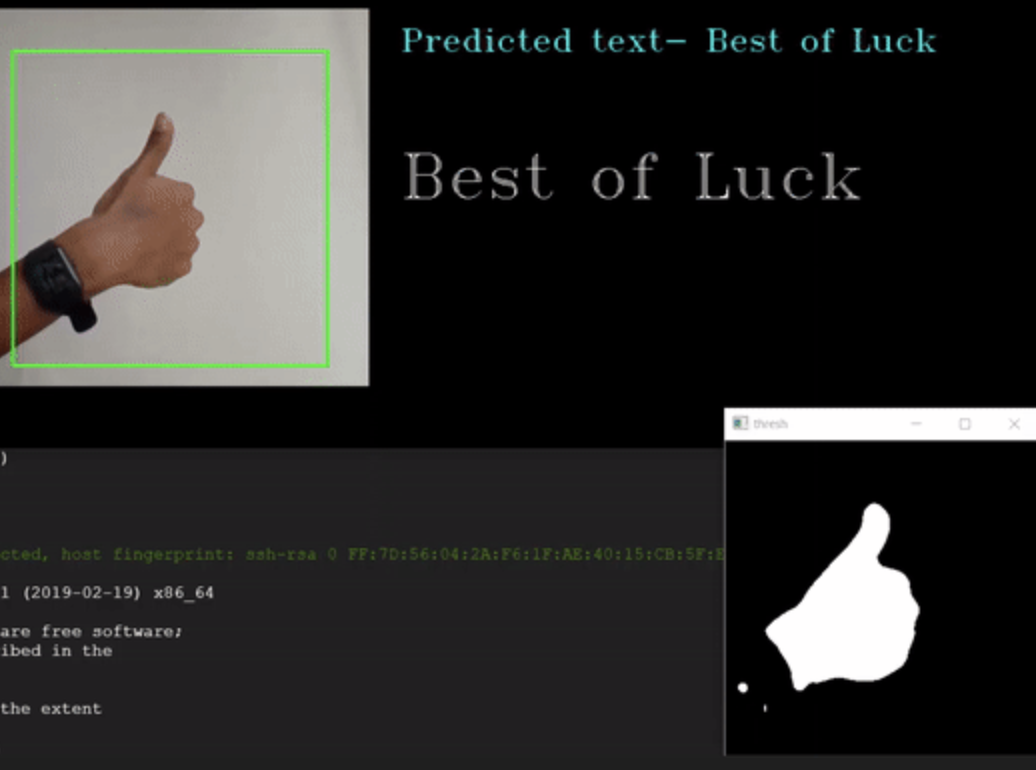 Predicted text- Best of Luck
Best of Luck
thresh
)
cted, host fingerprint: ssh-rsa 0 FF:7D:56:04:2A:F6:1F:AE:40:15:CB:5F:E
1 (2019-02-19) x86_64
are free software;
ibed in the
the extent